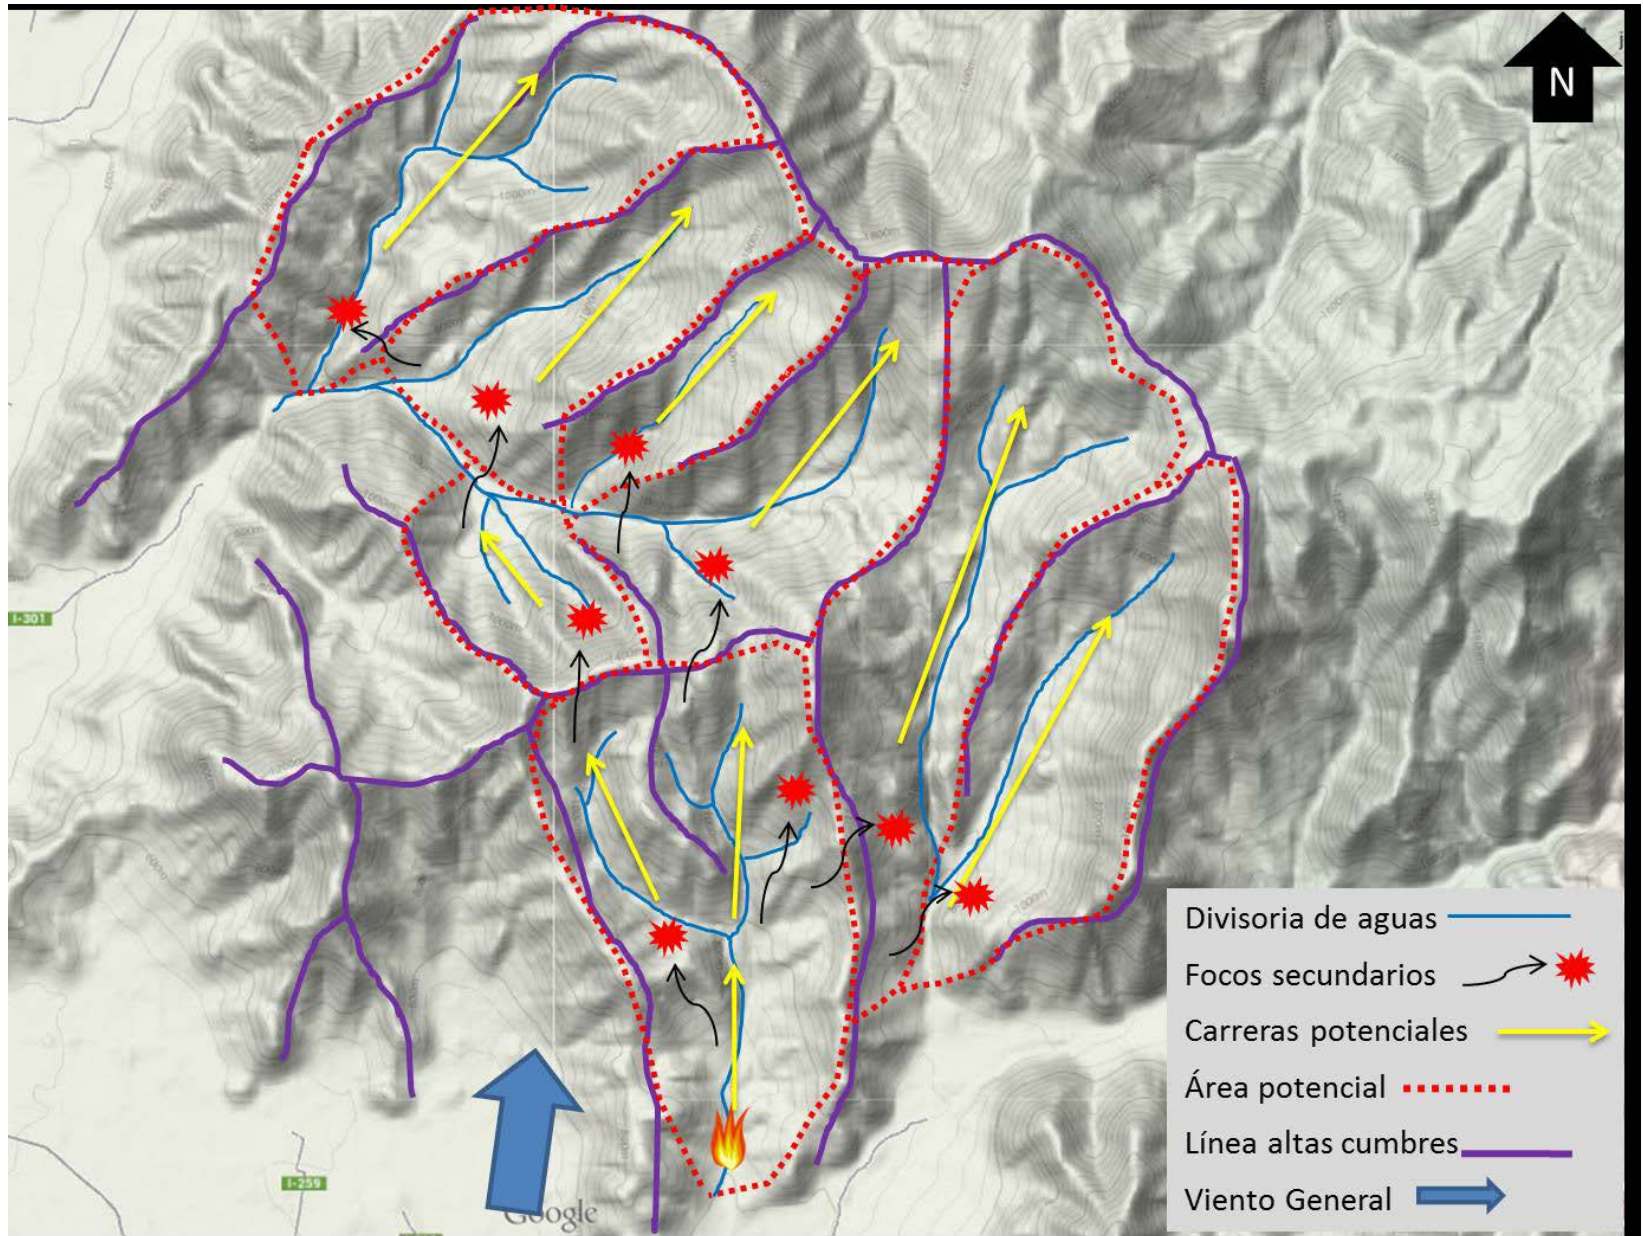 N
I-301
I-259
Google
Divisoria de aguas
Focos secundarios
Carreras potenciales
Área potencial
Línea altas cumbres
Viento General